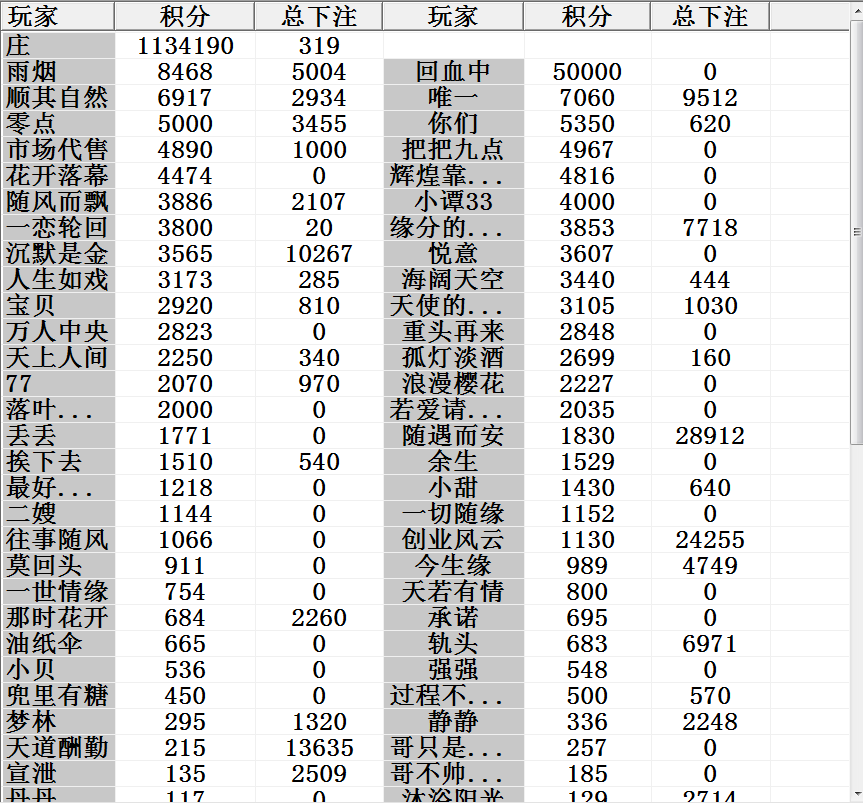 玩家 积分 总下注 玩家 积分 总下注
庄 1134190 319
雨烟 8468 5004 回血中 50000 0
顺其自然 6917 2934 唯一 7060 9512
零点 5000 3455 你们 5350 620
市场代售 4890 1000 把把九点 4967 0
花开落幕 4474 0 辉煌靠... 4816 0
随风而飘 3886 2107 小谭33 4000 0
一恋轮回 3800 20 缘分的... 3853 7718
沉默是金 3565 10267 悦意 3607 0
人生如戏 3173 285 海阔天空 3440 444
宝贝 2920 810 天使的... 3105 1030
万人中央 2823 0 重头再来 2848 0
天上人间 2250 340 孤灯淡酒 2699 160
77 2070 970 浪漫樱花 2227 0
落叶... 2000 0 若爱请... 2035 0
丢丢 1771 0 随遇而安 1830 28912
挨下去 1510 540 余生 1529 0
最好... 1218 0 小甜 1430 640
二嫂 1144 0 一切随缘 1152 0
往事随风 1066 0 创业风云 1130 24255
莫回头 911 0 今生缘 989 4749
一世情缘 754 0 天若有情 800 0
那时花开 684 2260 承诺 695 0
油纸伞 665 0 轨头 683 6971
小贝 536 0 强强 548 0
兜里有糖 450 0 过程不... 500 570
梦林 295 1320 静静 336 2248
天道酬勤 215 13635 哥只是... 257 0
宣泄 135 2509 哥不帅... 185 0
丹丹 117 0 沐浴阳光 129 2714